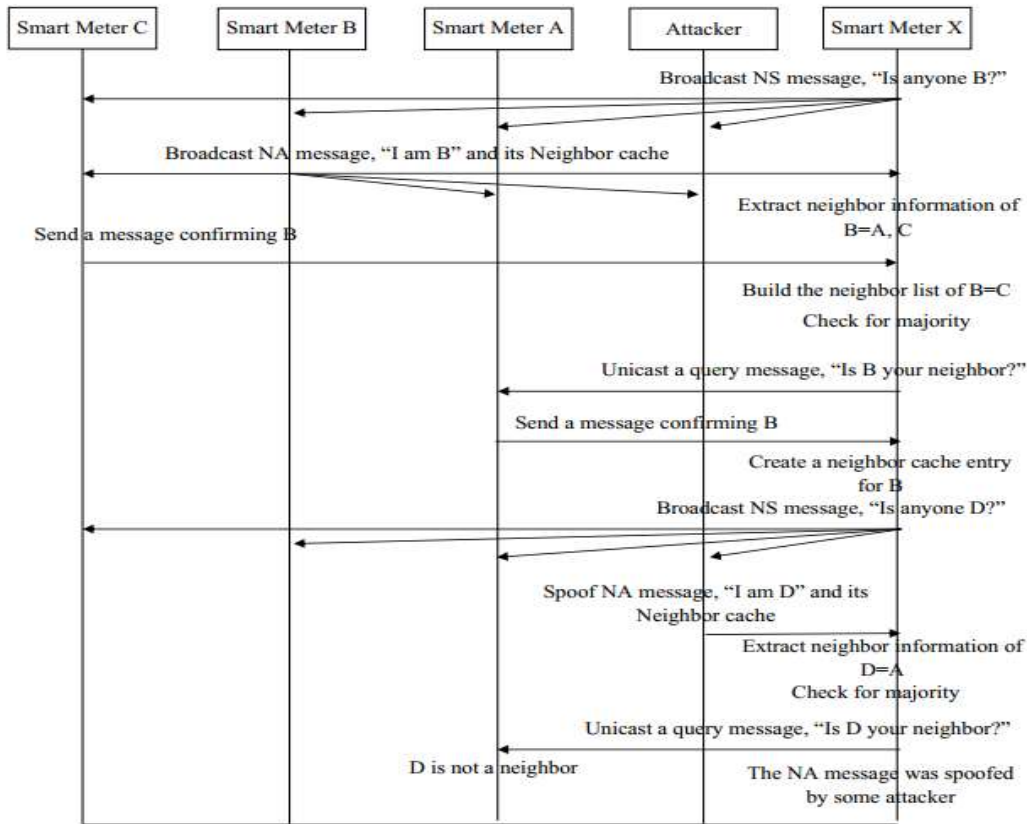 Smart Meter C
Smart Meter B
Smart Meter A
Attacker
Smart Meter X
Broadcast NS message, “Is anyone B?”
Broadcast NA message, “I am B” and its Neighbor cache
Extract neighbor information of
B=A, C
Send a message confirming B
Build the neighbor list of B=C
Check for majority
Unicast a query message, “Is B your neighbor?”
Send a message confirming B
Create a neighbor cache entry
for B
Broadcast NS message, “Is anyone D?”
Spoof NA message, “I am D” and its
Neighbor cache
Extract neighbor information of
D=A
Check for majority
Unicast a query message, “Is D your neighbor?”
D is not a neighbor
The NA message was spoofed
by some attacker